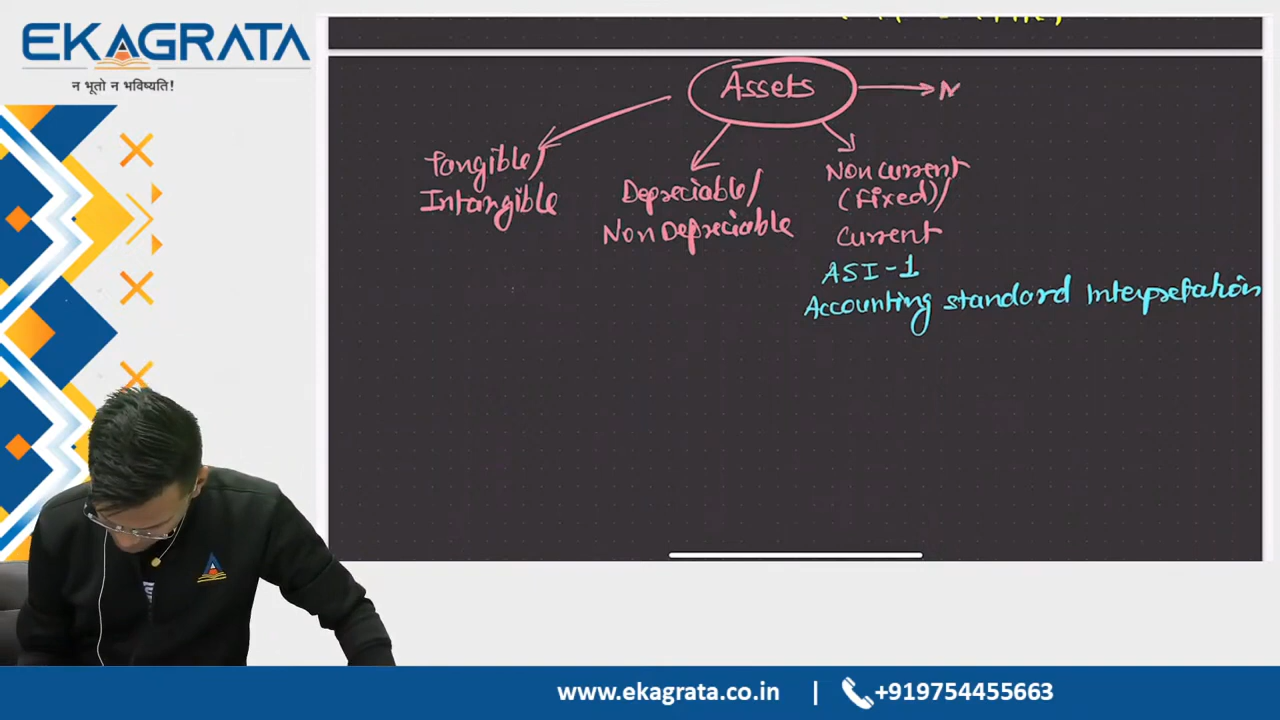 EKAGRATA
न भूतो न भविष्यति!
Assets
N
Tangible/
Intangible
Depreciable/
Non Depreciable
Non current
(Fixed)/
Current
ASI-1
Accounting standard Interpretation
www.ekagrata.co.in | +919754455663